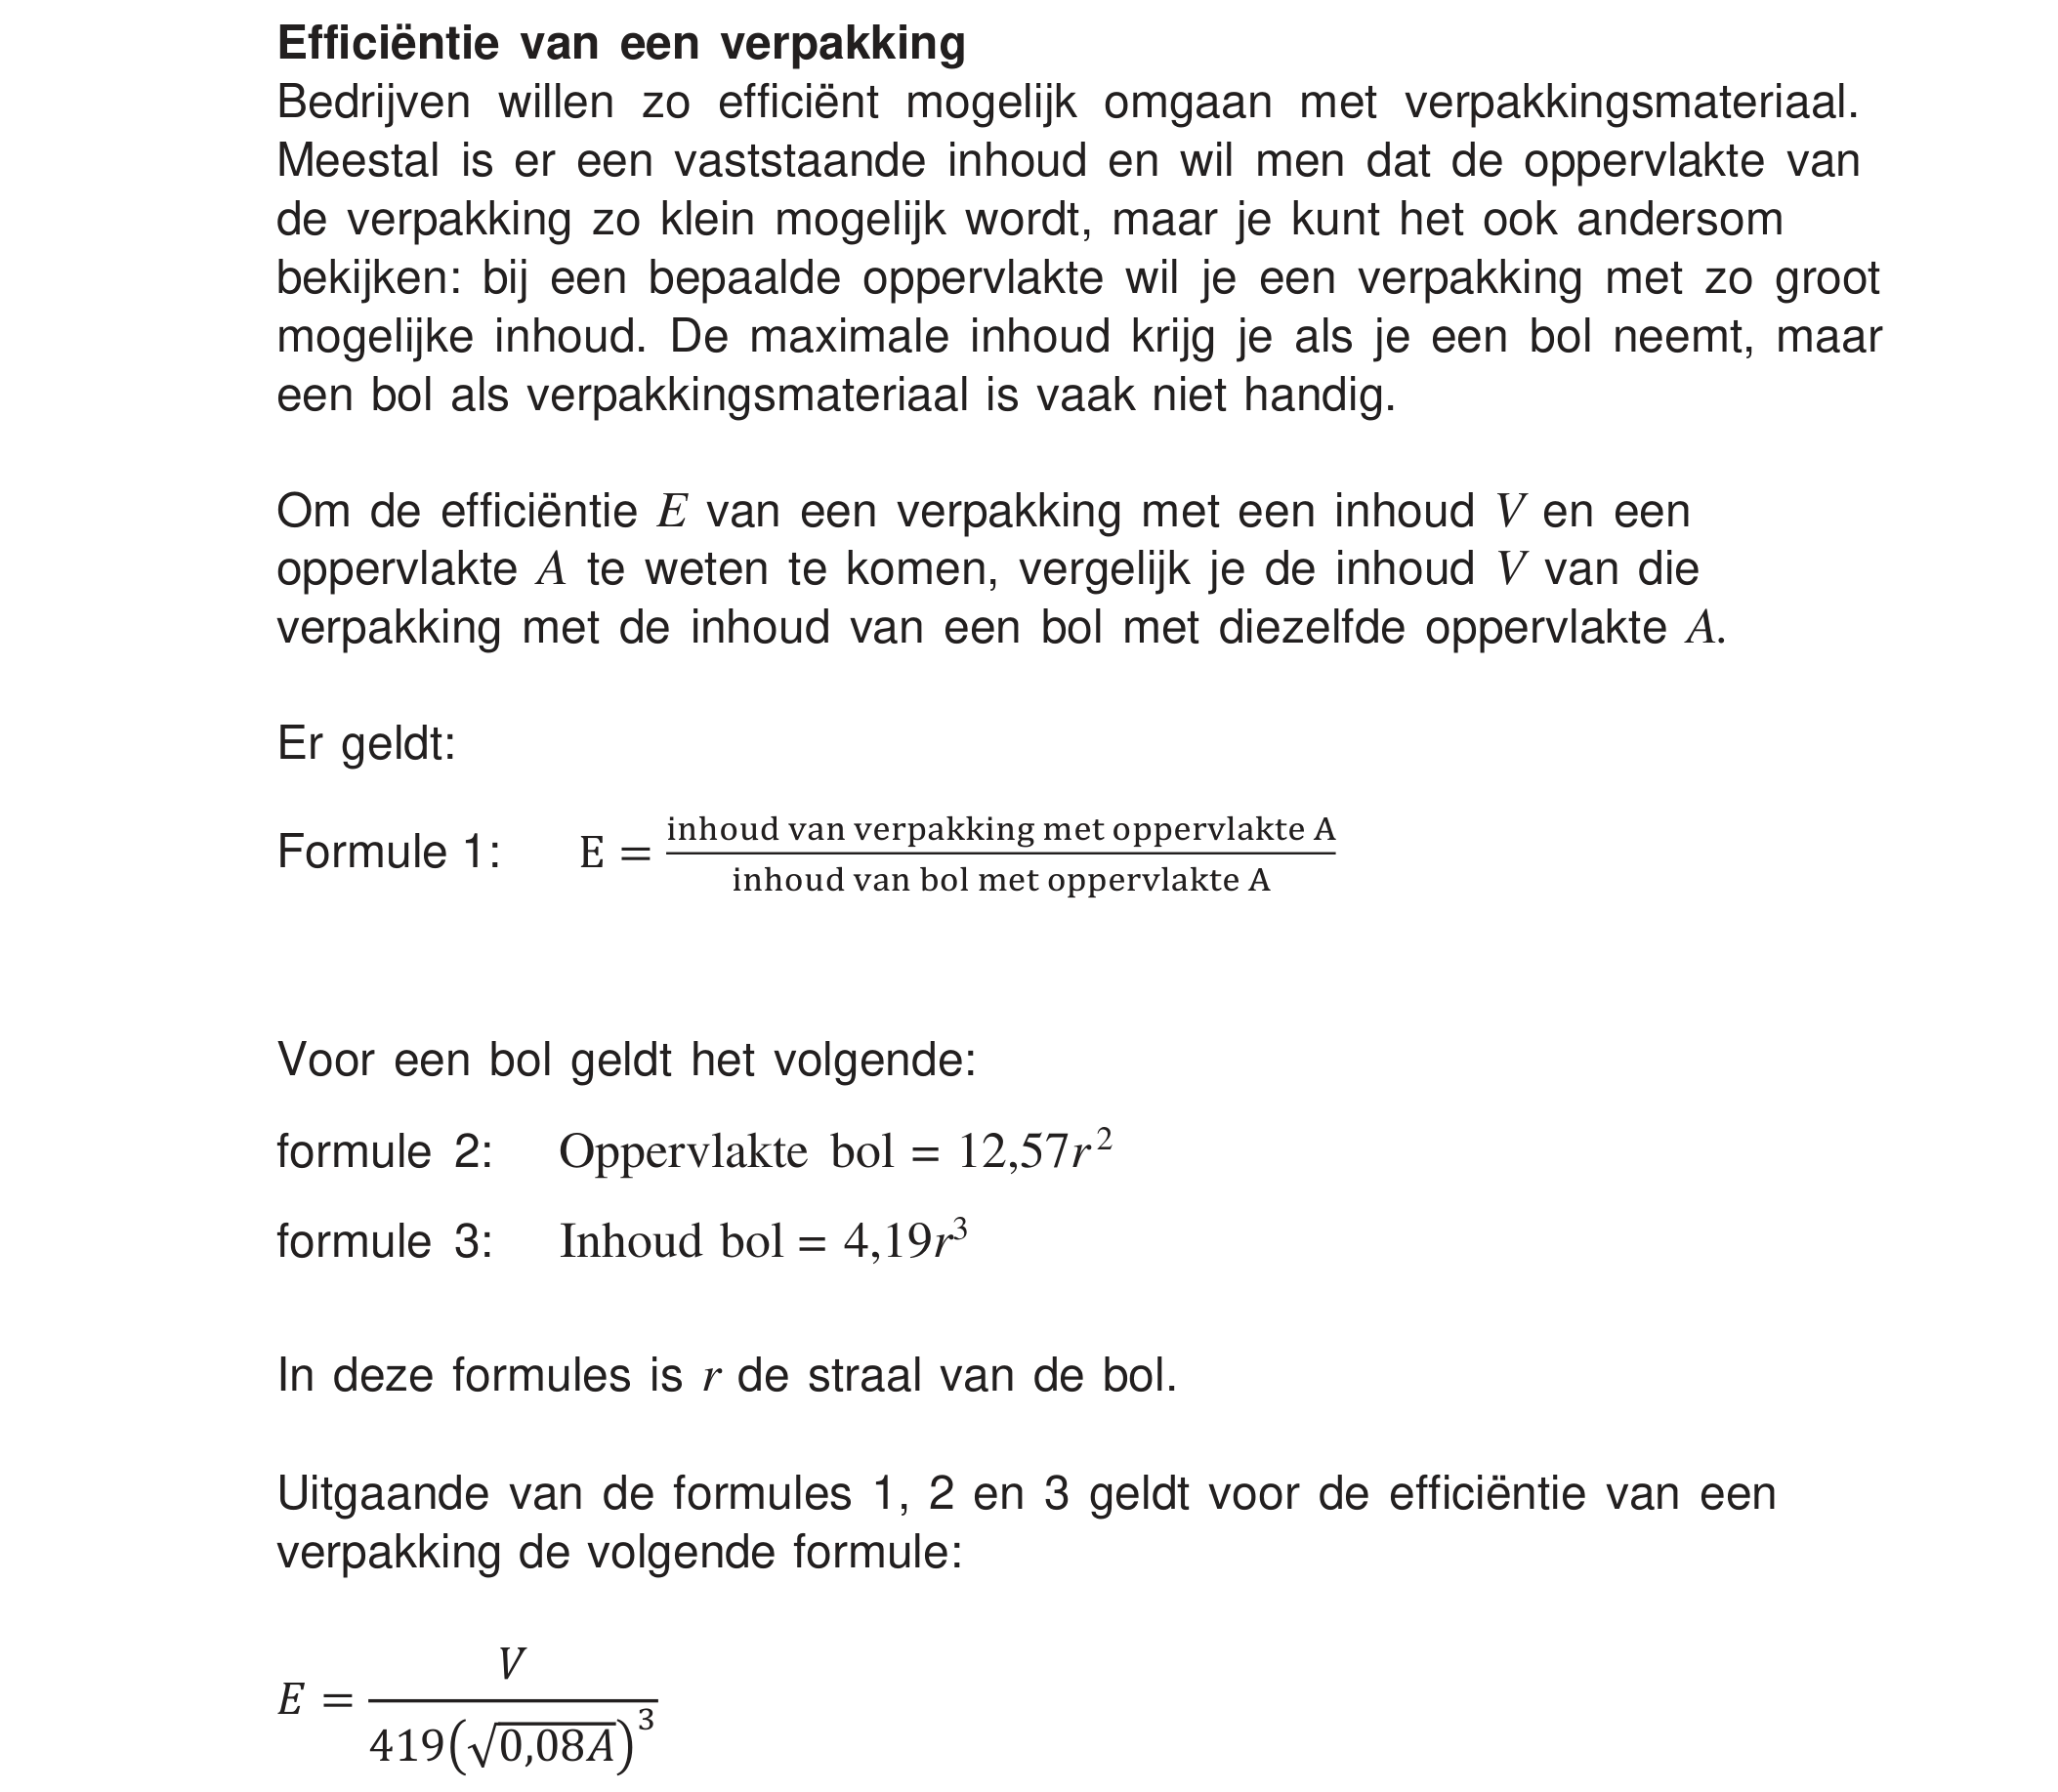 Efficiëntie van een verpakking
Bedrijven willen zo efficiënt mogelijk omgaan met verpakkingsmateriaal.
Meestal is er een vaststaande inhoud en wil men dat de oppervlakte van
de verpakking zo klein mogelijk wordt, maar je kunt het ook andersom
bekijken: bij een bepaalde oppervlakte wil je een verpakking met zo groot
mogelijke inhoud. De maximale inhoud krijg je als je een bol neemt, maar
een bol als verpakkingsmateriaal is vaak niet handig.
Om de efficiëntie E van een verpakking met een inhoud V en een
oppervlakte A te weten te komen, vergelijk je de inhoud V van die
verpakking met de inhoud van een bol met diezelfde oppervlakte A.
Er geldt:
Formule 1: E = inhoud van verpakking met oppervlakte A / inhoud van bol met oppervlakte A
Voor een bol geldt het volgende:
formule 2: Oppervlakte bol = 12,57r²
formule 3: Inhoud bol = 4,19r³
In deze formules is r de straal van de bol.
Uitgaande van de formules 1, 2 en 3 geldt voor de efficiëntie van een
verpakking de volgende formule:
E = V / 419(√0,08A)³